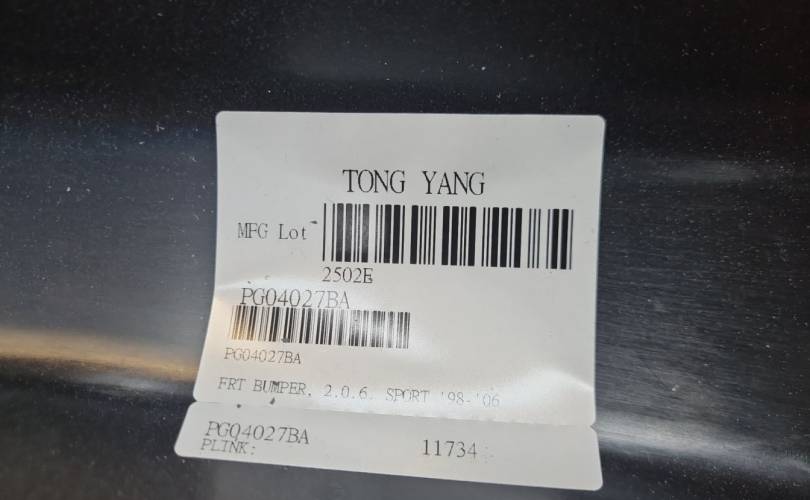 TONG YANG
MFG Lot
2502E
PG04027BA
PG04027BA
FRT BUMPER, 2.0.6. SPORT '98-'06
PG04027BA
PLINK: 11734